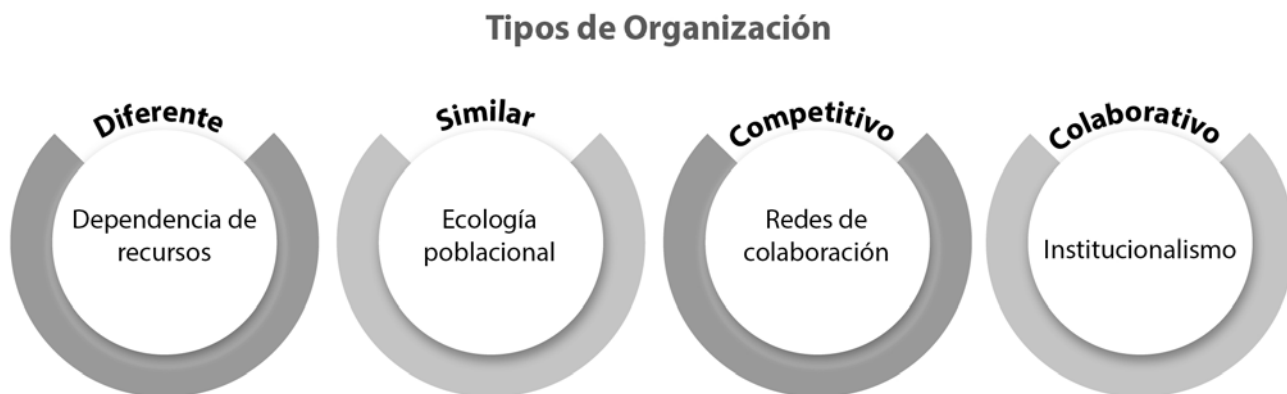 Tipos de Organización
Diferente
Dependencia de
recursos
Similar
Ecología
poblacional
Competitivo
Redes de
colaboración
Colaborativo
Institucionalismo